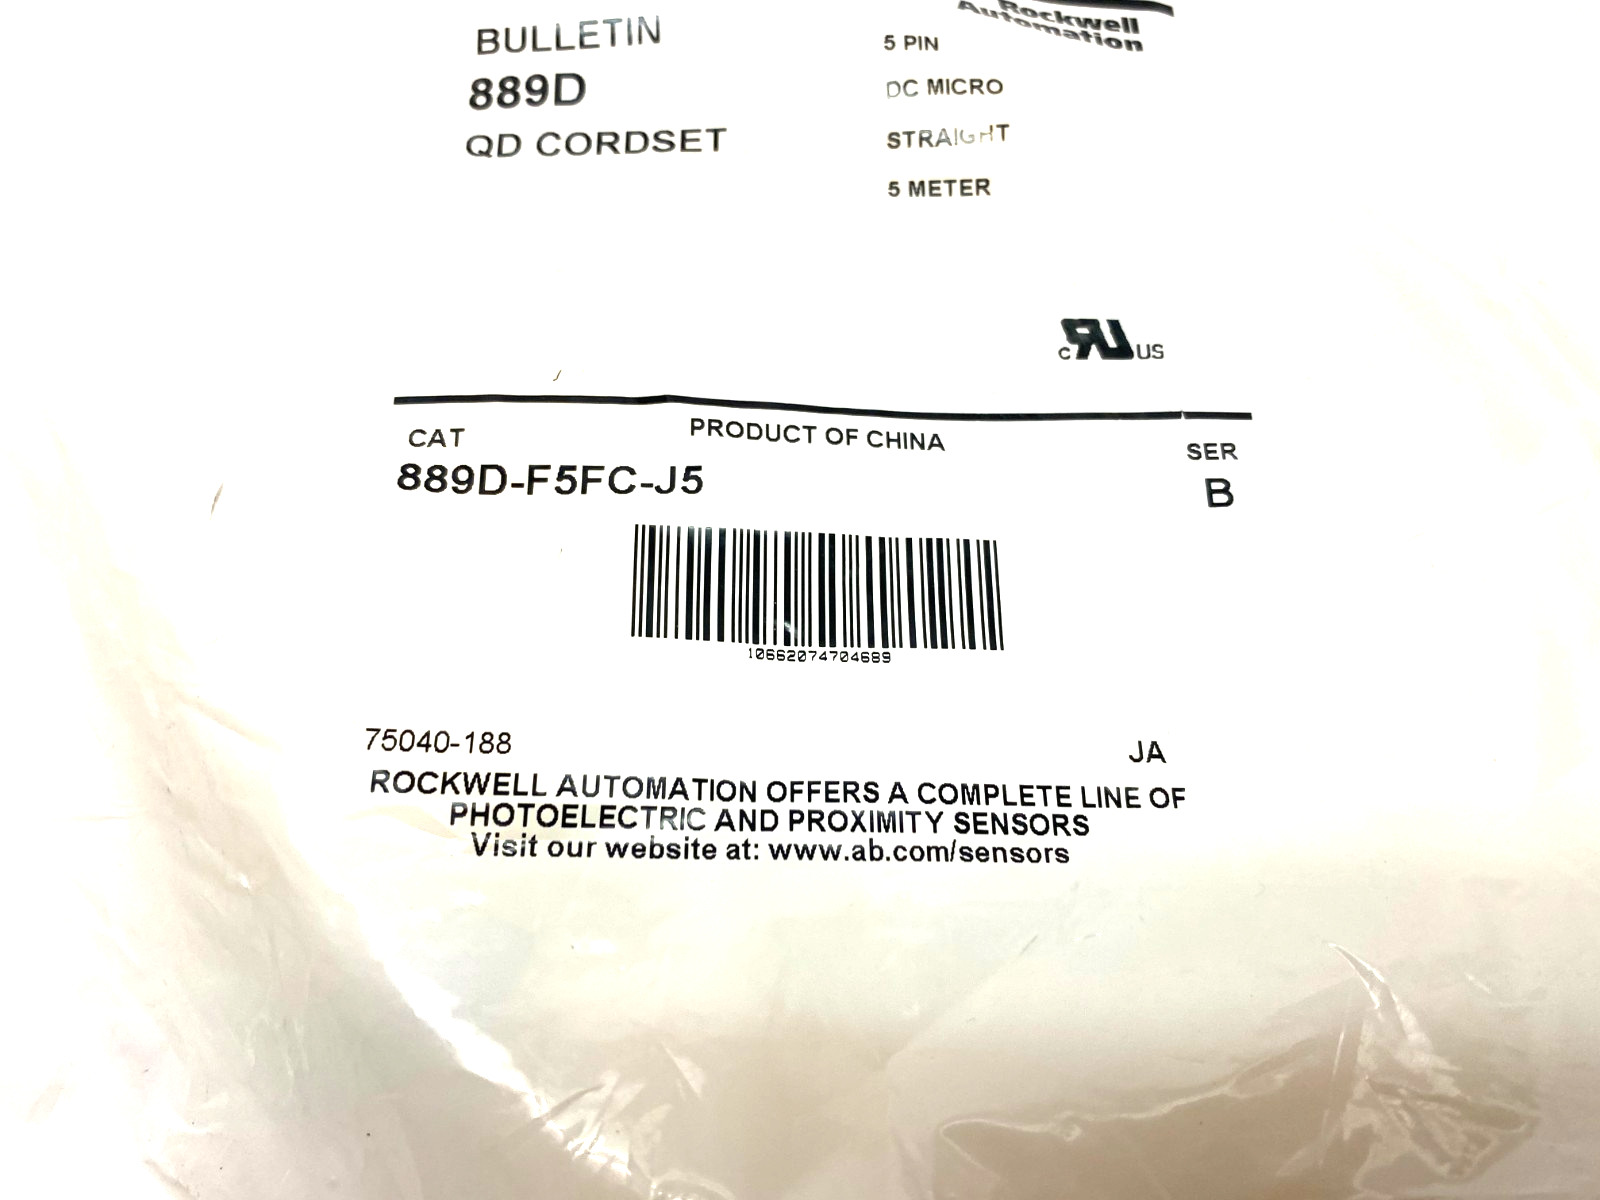 Rockwell
Automation
BULLETIN
889D
QD CORDSET
5 PIN
DC MICRO
STRAIGHT
5 METER
c RU US
CAT
PRODUCT OF CHINA
SER
889D-F5FC-J5
B
10662074704689
75040-188
JA
ROCKWELL AUTOMATION OFFERS A COMPLETE LINE OF
PHOTOELECTRIC AND PROXIMITY SENSORS
Visit our website at: www.ab.com/sensors